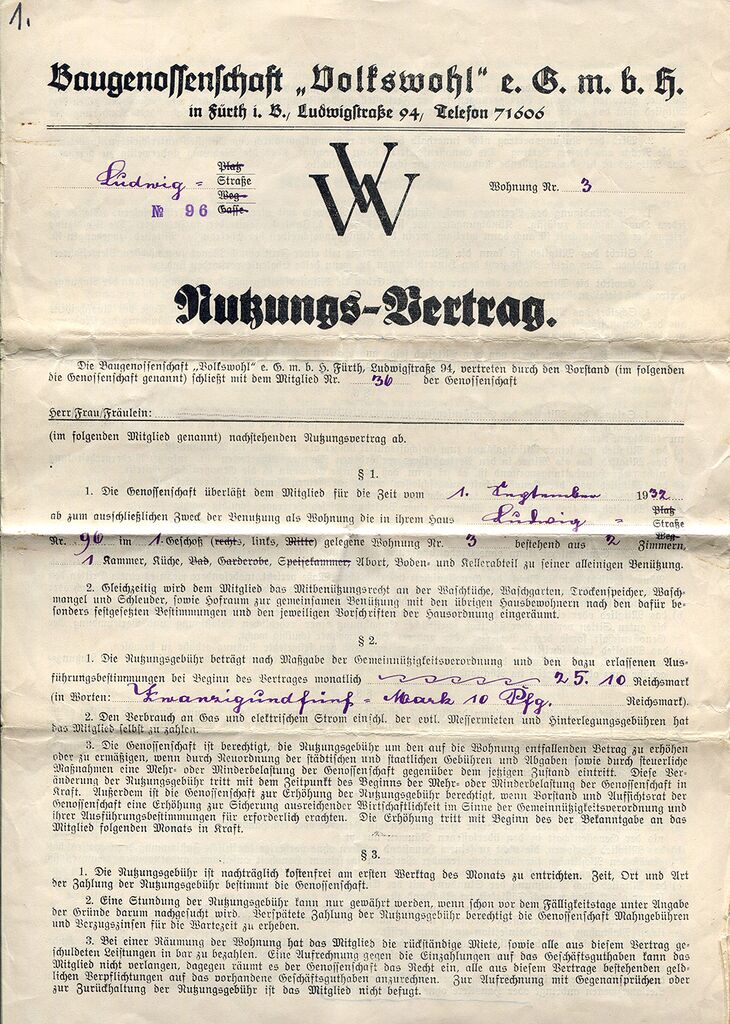 1.
Baugenossenschaft „Volkswohl“ e. G. m. b. H.
in Fürth i. B., Ludwigstraße 94, Telefon 71606
Ludwig= Platz
Straße
Weg
Gasse
№ 96
VW
Wohnung Nr. 3
Nutzungs-Vertrag.
Die Baugenossenschaft „Volkswohl“ e. G. m. b. H. Fürth, Ludwigstraße 94, vertreten durch den Vorstand (im folgenden
die Genossenschaft genannt) schließt mit dem Mitglied Nr. 36 der Genossenschaft
Herr/Frau/Fräulein:
(im folgenden Mitglied genannt) nachstehenden Nutzungsvertrag ab.
§ 1.
1. Die Genossenschaft überläßt dem Mitglied für die Zeit vom 1. September 1932
ab zum ausschließlichen Zweck der Benutzung als Wohnung die in ihrem Haus Ludwig= Platz
Straße
Weg
Nr. 96 im 1. Geschoß (rechts, links, Mitte) gelegene Wohnung Nr. 3 bestehend aus 2 Zimmern,
1 Kammer, Küche, Bad, Garderobe, Speisekammer, Abort, Boden- und Kellerabteil zu seiner alleinigen Benützung.
2. Gleichzeitig wird dem Mitglied das Mitbenützungsrecht an der Waschküche, Waschgarten, Trockenspeicher, Wasch-
mangel und Schleuder, sowie Hofraum zur gemeinsamen Benützung mit den übrigen Hausbewohnern nach den dafür be-
sonders festgesetzten Bestimmungen und den jeweiligen Vorschriften der Hausordnung eingeräumt.
§ 2.
1. Die Nutzungsgebühr beträgt nach Maßgabe der Gemeinnützigkeitsverordnung und den dazu erlassenen Aus-
führungsbestimmungen bei Beginn des Vertrages monatlich 25.10 Reichsmark
(in Worten: Zwanzigundfünf = Mark 10 Pfg. Reichsmark).
2. Den Verbrauch an Gas und elektrischem Strom einschl. der evtl. Messermieten und Hinterlegungsgebühren hat
das Mitglied selbst zu zahlen.
3. Die Genossenschaft ist berechtigt, die Nutzungsgebühr um den auf die Wohnung entfallenden Betrag zu erhöhen
oder zu ermäßigen, wenn durch Neuordnung der städtischen und staatlichen Gebühren und Abgaben sowie durch steuerliche
Maßnahmen eine Mehr- oder Minderbelastung der Genossenschaft gegenüber dem jetzigen Zustand eintritt. Diese Ver-
änderung der Nutzungsgebühr tritt mit dem Zeitpunkt des Beginns der Mehr- oder Minderbelastung der Genossenschaft in
Kraft. Außerdem ist die Genossenschaft zur Erhöhung der Nutzungsgebühr berechtigt, wenn Vorstand und Aufsichtsrat der
Genossenschaft eine Erhöhung zur Sicherung ausreichender Wirtschaftlichkeit im Sinne der Gemeinnützigkeitsverordnung und
ihrer Ausführungsbestimmungen für erforderlich erachten. Die Erhöhung tritt mit Beginn des der Bekanntgabe an das
Mitglied folgenden Monats in Kraft.
§ 3.
1. Die Nutzungsgebühr ist nachträglich kostenfrei am ersten Werktag des Monats zu entrichten. Zeit, Ort und Art
der Zahlung der Nutzungsgebühr bestimmt die Genossenschaft.
2. Eine Stundung der Nutzungsgebühr kann nur gewährt werden, wenn schon vor dem Fälligkeitstage unter Angabe
der Gründe darum nachgesucht wird. Verspätete Zahlung der Nutzungsgebühr berechtigt die Genossenschaft Mahngebühren
und Verzugszinsen für die Wartezeit zu erheben.
3. Bei einer Räumung der Wohnung hat das Mitglied die rückständige Miete, sowie alle aus diesem Vertrag ge-
schuldeten Leistungen in bar zu bezahlen. Eine Aufrechnung gegen die Einzahlungen auf das Geschäftsguthaben kann das
Mitglied nicht verlangen, dagegen räumt es der Genossenschaft das Recht ein, alle aus diesem Vertrage bestehenden geld-
lichen Verpflichtungen auf das vorhandene Geschäftsguthaben anzurechnen. Zur Aufrechnung mit Gegenansprüchen oder
zur Zurückhaltung der Nutzungsgebühr ist das Mitglied nicht befugt.